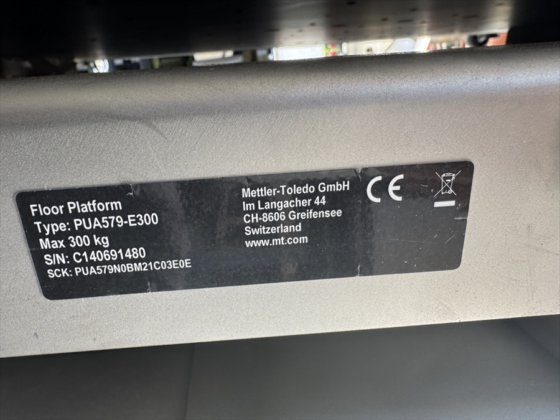 Floor Platform
Type: PUA579-E300
Max 300 kg
S/N: C140691480
SCK: PUA579N0BM21C03E0E
Mettler-Toledo GmbH
Im Langacher 44
CH-8606 Greifensee
Switzerland
www.mt.com
CE